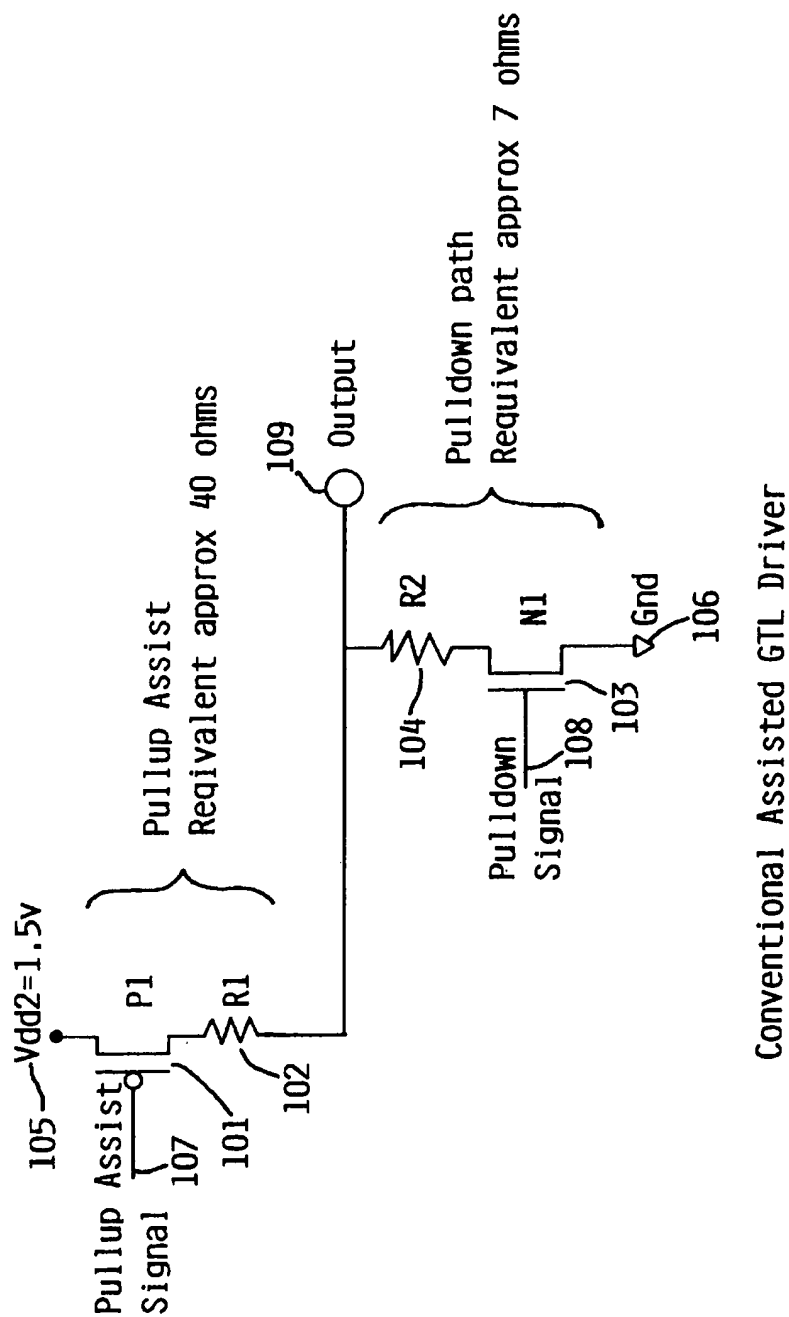 105
Vdd2=1.5v
Pullup Assist
Signal
107
101
P1
R1
102
Pullup Assist
Reqivalent approx 40 ohms
109
Output
Pulldown path
Requivalent approx 7 ohms
R2
104
N1
Pulldown
Signal
108
103
Gnd
106
Conventional Assisted GTL Driver